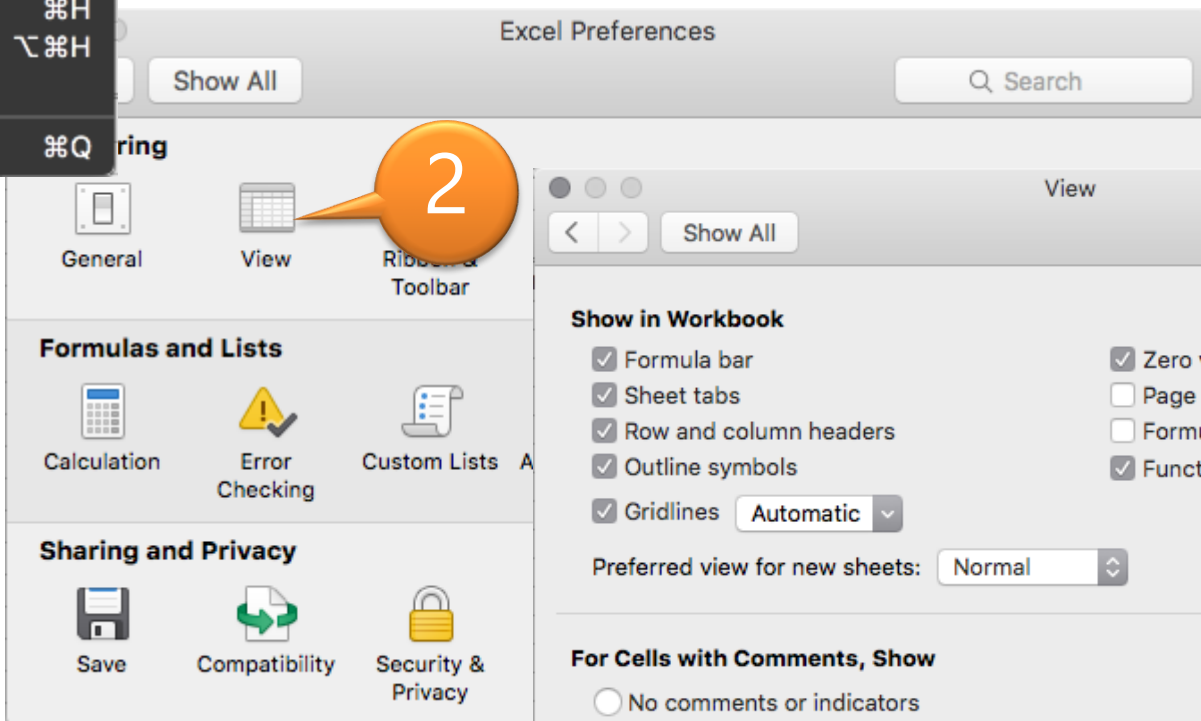 ⌘H
⌥⌘H
⌘Q
Excel Preferences
Show All
Search
2
General
View
Toolbar
Formulas and Lists
Calculation
Error
Checking
Custom Lists
Sharing and Privacy
Save
Compatibility
Security &
Privacy
View
Show All
Show in Workbook
Formula bar
Sheet tabs
Row and column headers
Outline symbols
Gridlines
Automatic
Preferred view for new sheets:
Normal
Zero
Page
For Cells with Comments, Show
No comments or indicators